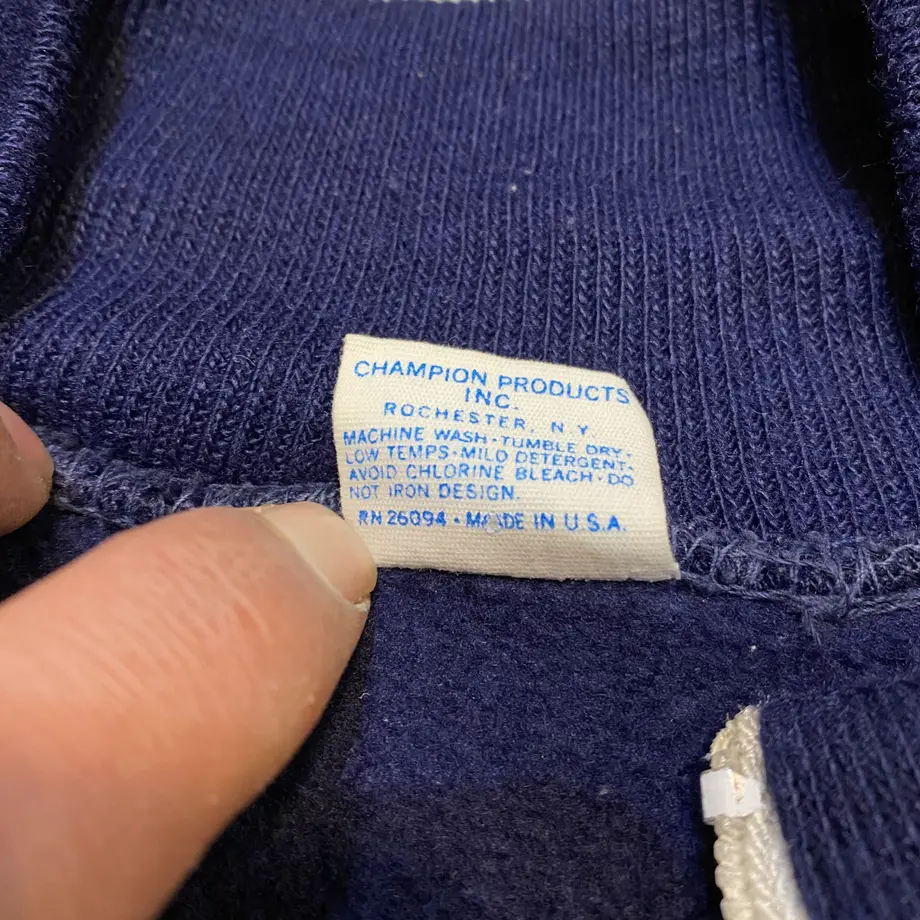 CHAMPION PRODUCTS
INC.
ROCHESTER, N.Y.
MACHINE WASH·TUMBLE DRY·
LOW TEMPS·MILD DETERGENT·
AVOID CHLORINE BLEACH·DO
NOT IRON DESIGN.
RN 26094 · MADE IN U.S.A.